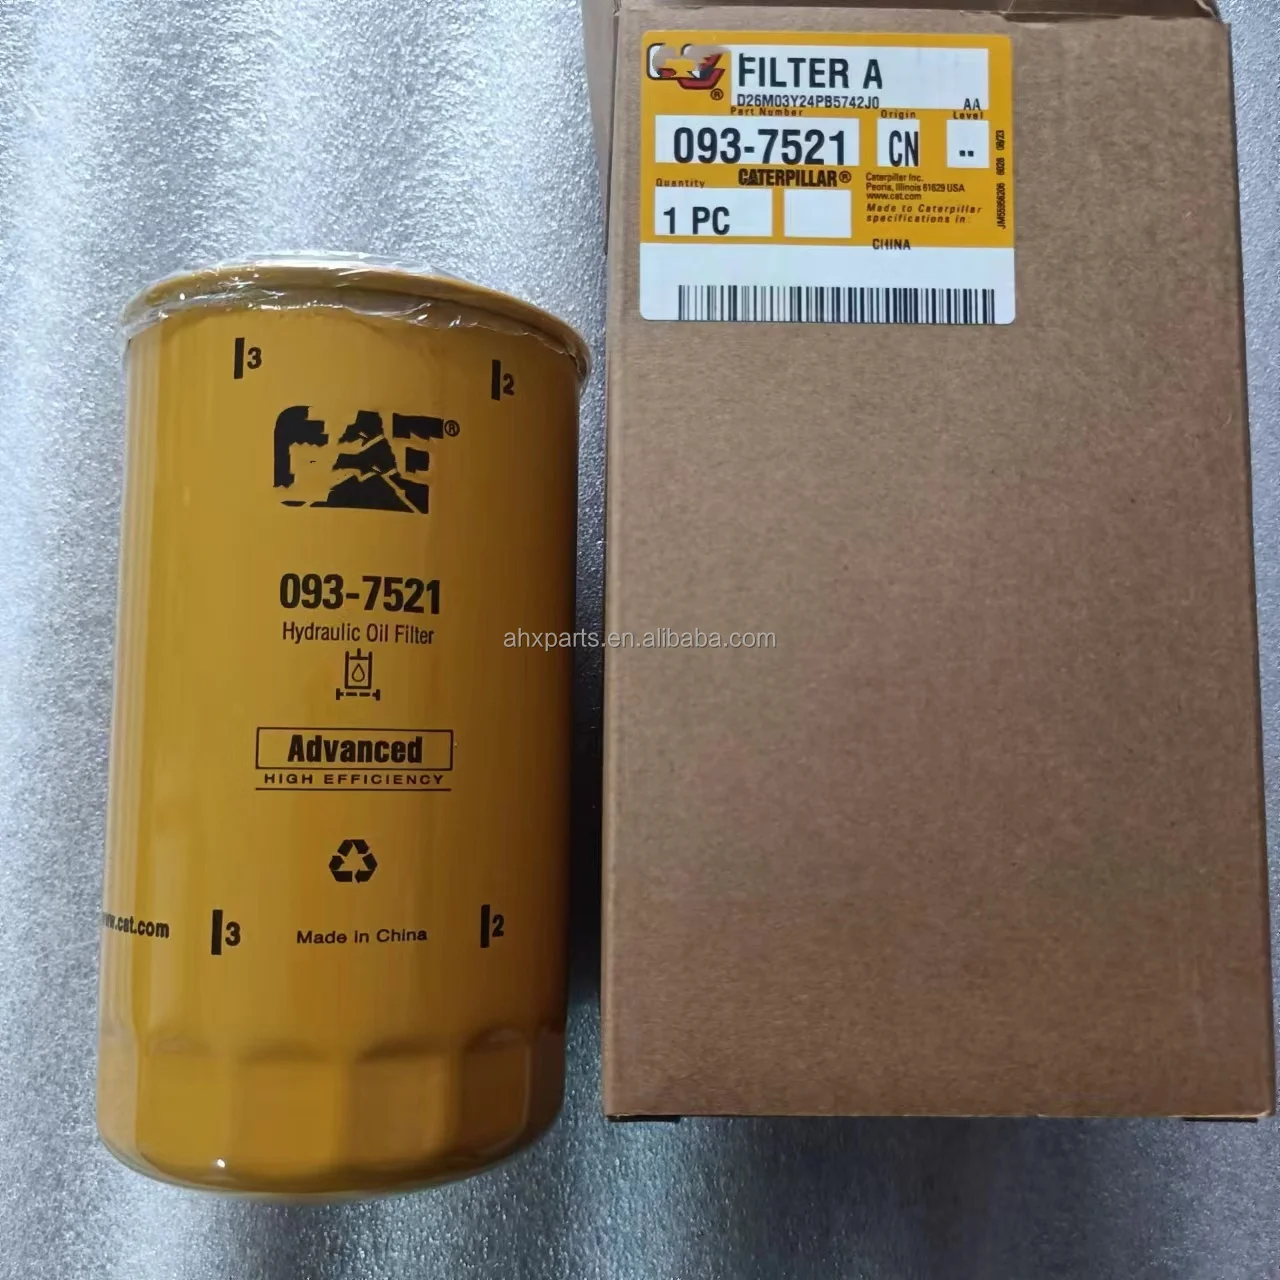 FILTER A
D26M03Y24PB5742J0
AA
Part Number
Origin
Level
093-7521
CN
--
CATERPILLAR®
Quantity
1 PC
Caterpillar Inc.
Peoria, Illinois 61629 USA
www.cat.com
Made to Caterpillar
specifications in:
CHINA
3
2
®
093-7521
Hydraulic Oil Filter
ahxparts.en.alibaba.com
Advanced
HIGH EFFICIENCY
.cat.com
3
Made in China
2